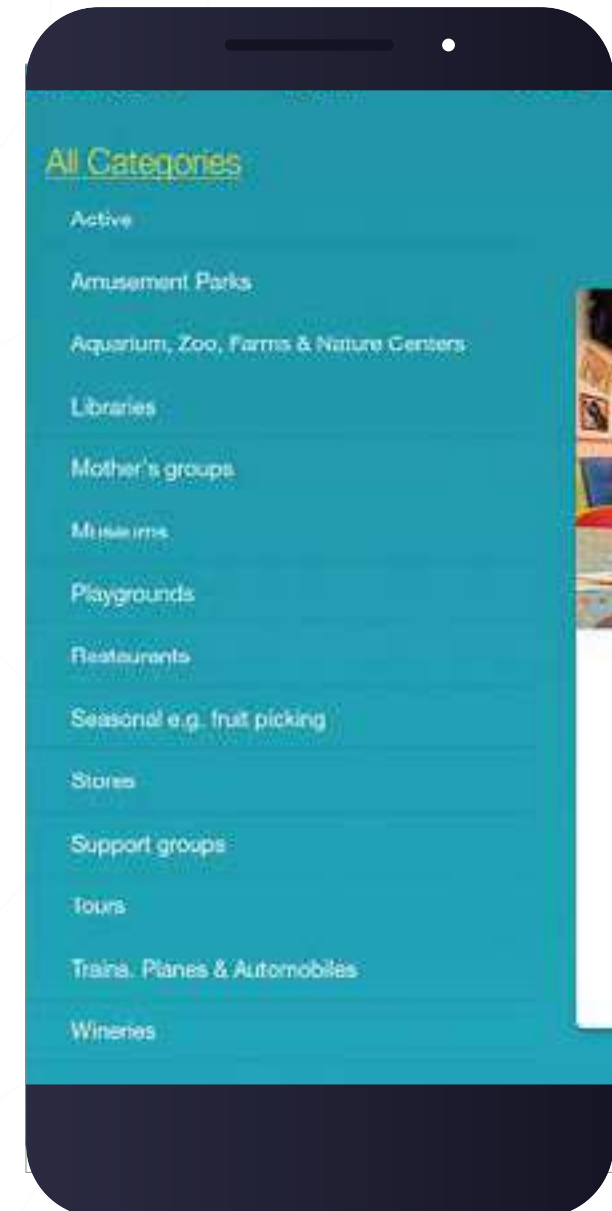 All Categories
Active
Amusement Parks
Aquarium, Zoo, Farms & Nature Centers
Libraries
Mother's groups
Museums
Playgrounds
Restaurants
Seasonal e.g. fruit picking
Stores
Support groups
Tours
Trains, Planes & Automobiles
Wineries